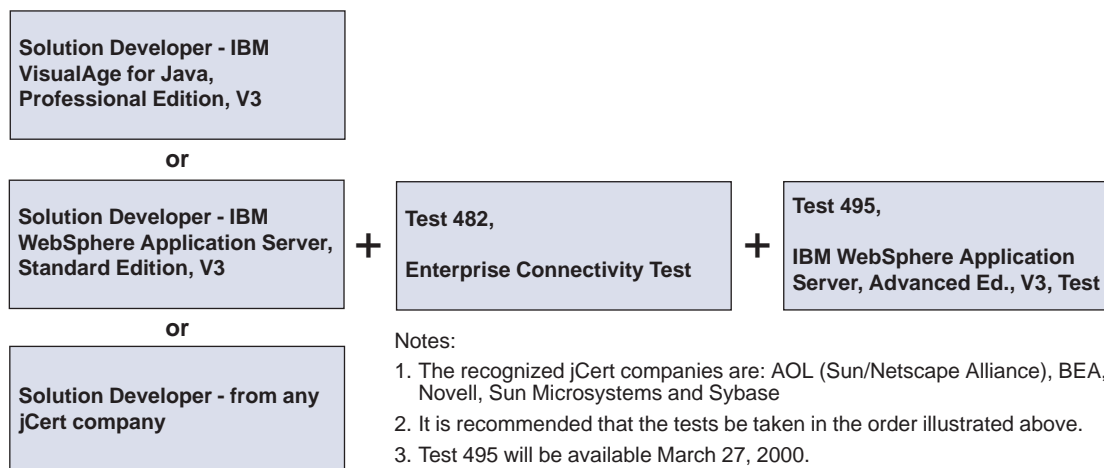 Solution Developer - IBM
VisualAge for Java,
Professional Edition, V3
or
Solution Developer - IBM
WebSphere Application Server,
Standard Edition, V3
+
Test 482,
Enterprise Connectivity Test
+
Test 495,
IBM WebSphere Application
Server, Advanced Ed., V3, Test
or
Solution Developer - from any
jCert company
Notes:
1. The recognized jCert companies are: AOL (Sun/Netscape Alliance), BEA,
Novell, Sun Microsystems and Sybase
2. It is recommended that the tests be taken in the order illustrated above.
3. Test 495 will be available March 27, 2000.